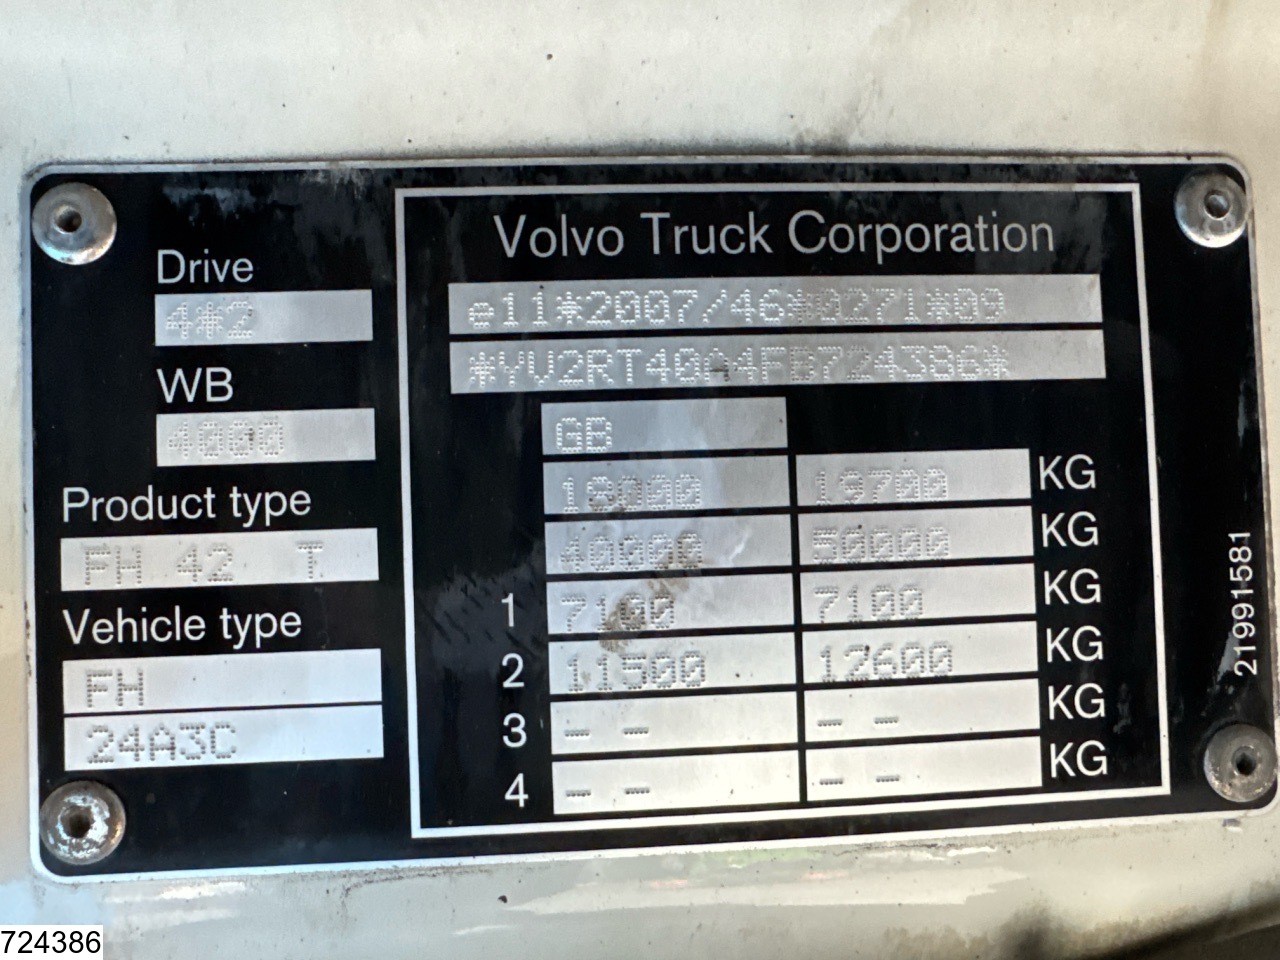 Volvo Truck Corporation
Drive
4*2
e11*2007/46*0271*09
*YV2RT40A4FB724386*
WB
4000
GB
18000 19700 KG
Product type
FH 42 T
40000 50000 KG
1 7100 7100 KG
Vehicle type
FH
24A3C
2 11500 12600 KG
3 -- -- KG
4 -- -- KG
21991581
724386